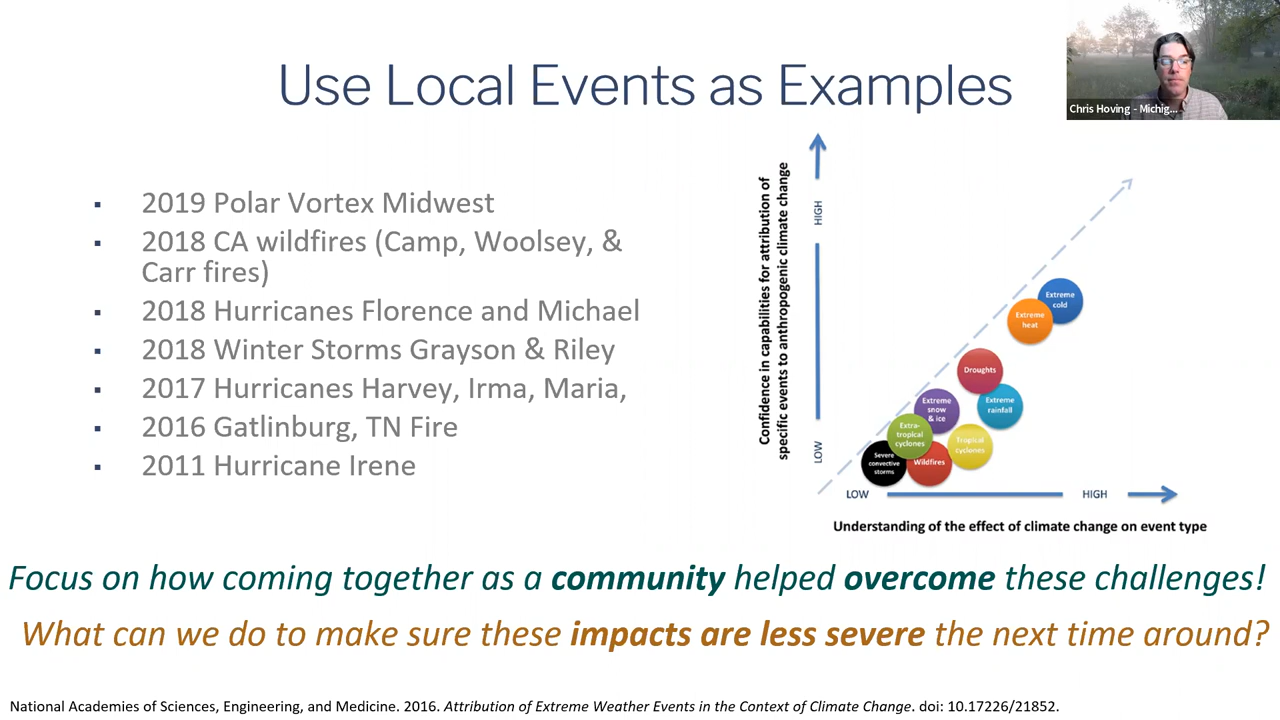 Use Local Events as Examples
Chris Hoving - Michig...
▪ 2019 Polar Vortex Midwest
▪ 2018 CA wildfires (Camp, Woolsey, &
Carr fires)
▪ 2018 Hurricanes Florence and Michael
▪ 2018 Winter Storms Grayson & Riley
▪ 2017 Hurricanes Harvey, Irma, Maria,
▪ 2016 Gatlinburg, TN Fire
▪ 2011 Hurricane Irene
Confidence in capabilities for attribution of
specific events to anthropogenic climate change
HIGH
LOW
Extreme
cold
Extreme
heat
Droughts
Extreme
rainfall
Extreme
snow
& ice
Extra-
tropical
cyclones
Tropical
cyclones
Severe
convective
storms
Wildfires
LOW
HIGH
Understanding of the effect of climate change on event type
Focus on how coming together as a community helped overcome these challenges!
What can we do to make sure these impacts are less severe the next time around?
National Academies of Sciences, Engineering, and Medicine. 2016. Attribution of Extreme Weather Events in the Context of Climate Change. doi: 10.17226/21852.